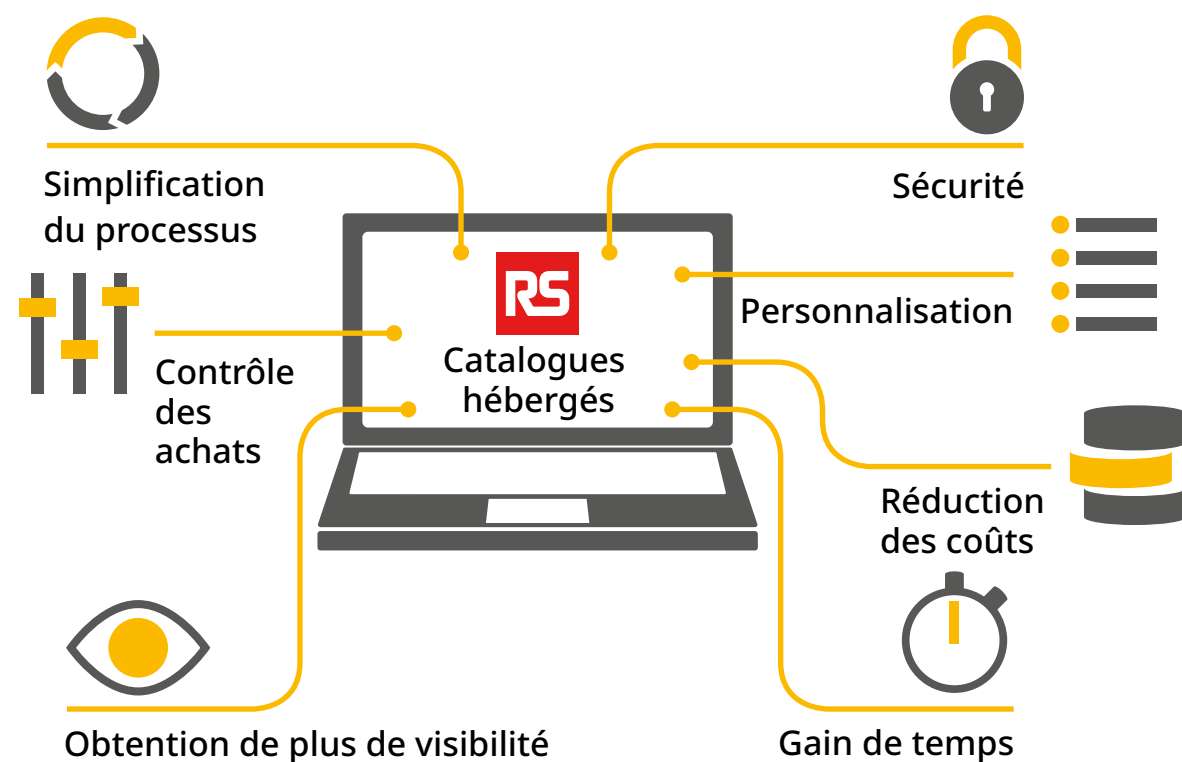 Simplification
du processus
Sécurité
RS
Personnalisation
Catalogues
hébergés
Contrôle
des
achats
Réduction
des coûts
Obtention de plus de visibilité
Gain de temps